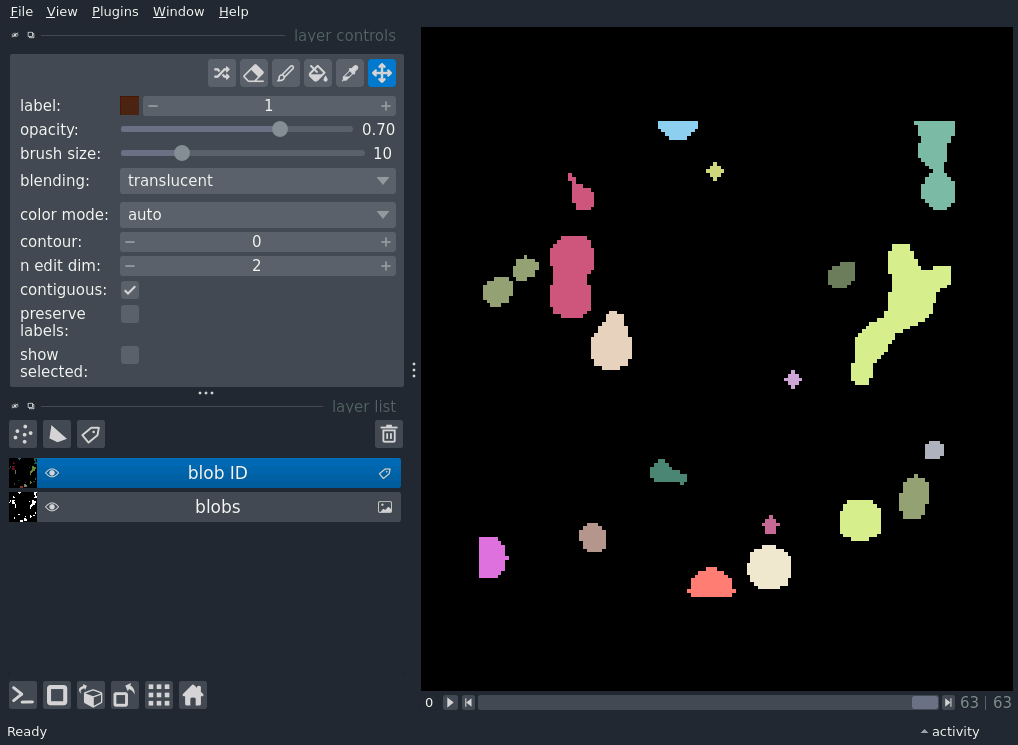 File View Plugins Window Help
layer controls
label: 1
opacity: 0.70
brush size: 10
blending: translucent
color mode: auto
contour: 0
n edit dim: 2
contiguous:
preserve
labels:
show
selected:
layer list
blob ID
blobs
0 63 | 63
Ready activity